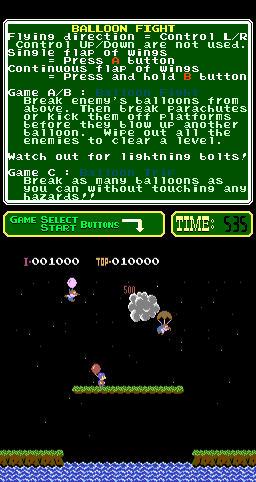 BALLOON FIGHT
Flying direction = Control L/R
Control Up/Down are not used.
Single flap of wings
= Press A button
Continuous flap of wings
= Press and hold B button
Game A/B : Balloon Fight
Break enemy's balloons from
above. Then break parachutes
or kick them off platforms
before they blow up another
balloon. Wipe out all the
enemies to clear a level.
Watch out for lightning bolts!
Game C : Balloon Trip
Break as many balloons as
you can without touching any
hazards!!
GAME SELECT
START BUTTONS
TIME: 535
I-001000 TOP-010000
500